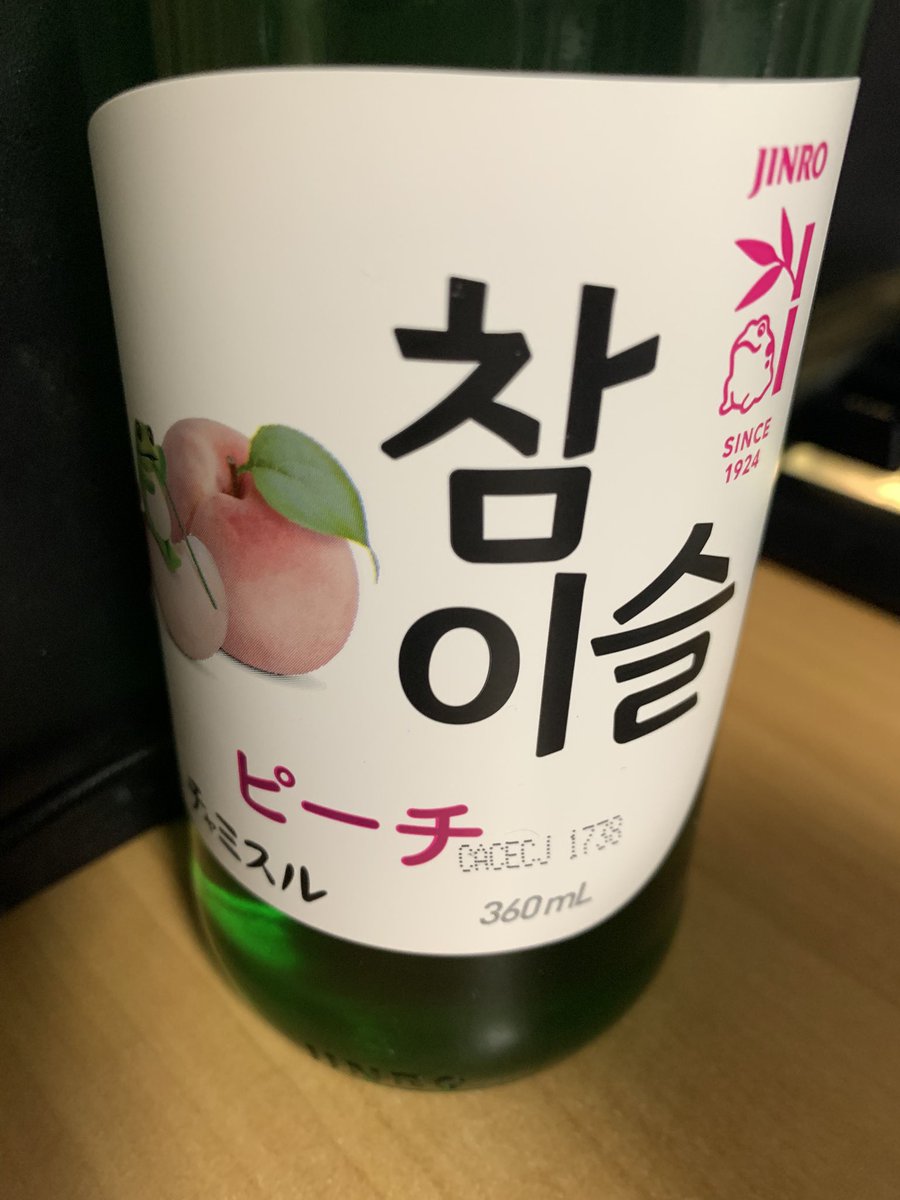 JINRO
SINCE
1924
참
이슬
ピーチ
チャミスル
CACECJ 1738
360mL